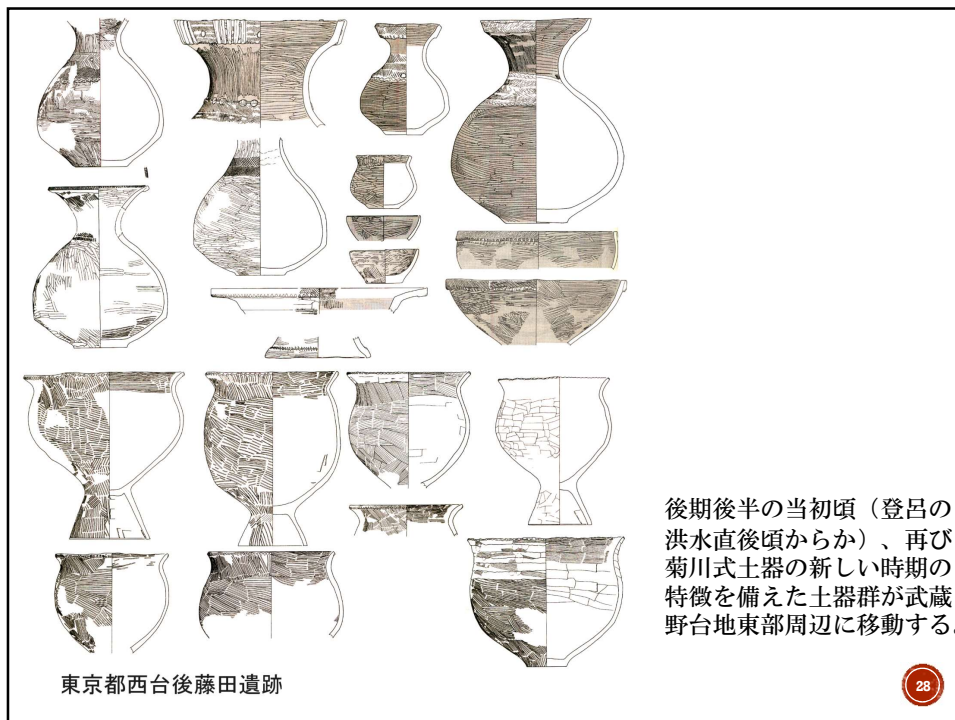 後期後半の当初頃（登呂の
洪水直後頃からか）、再び
菊川式土器の新しい時期の
特徴を備えた土器群が武蔵
野台地東部周辺に移動する。
東京都西台後藤田遺跡
28